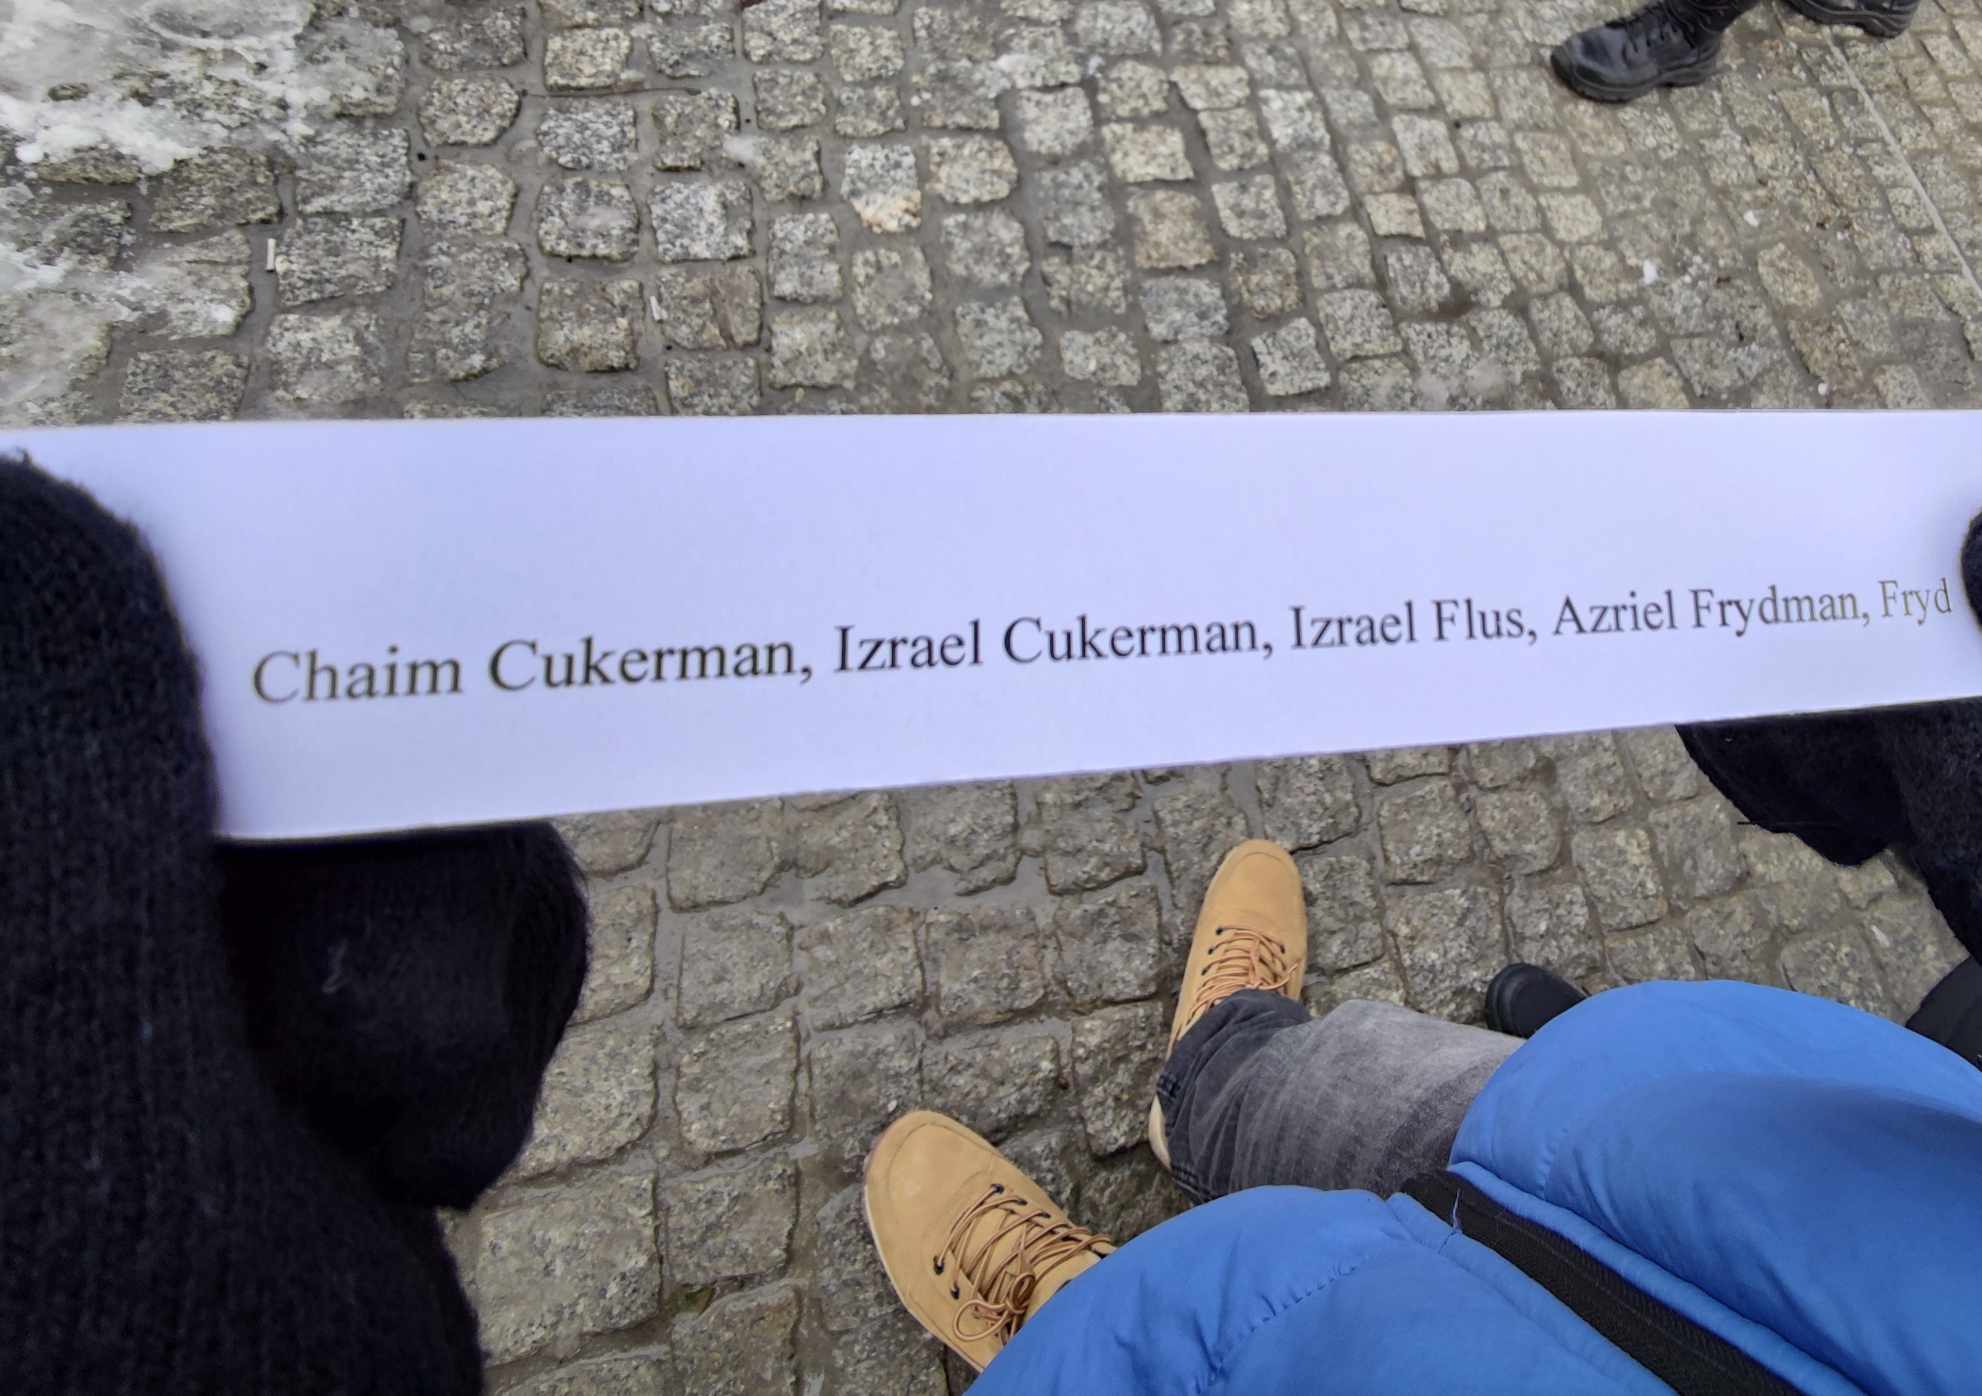 Chaim Cukerman, Izrael Cukerman, Izrael Flus, Azriel Frydman, Fryd